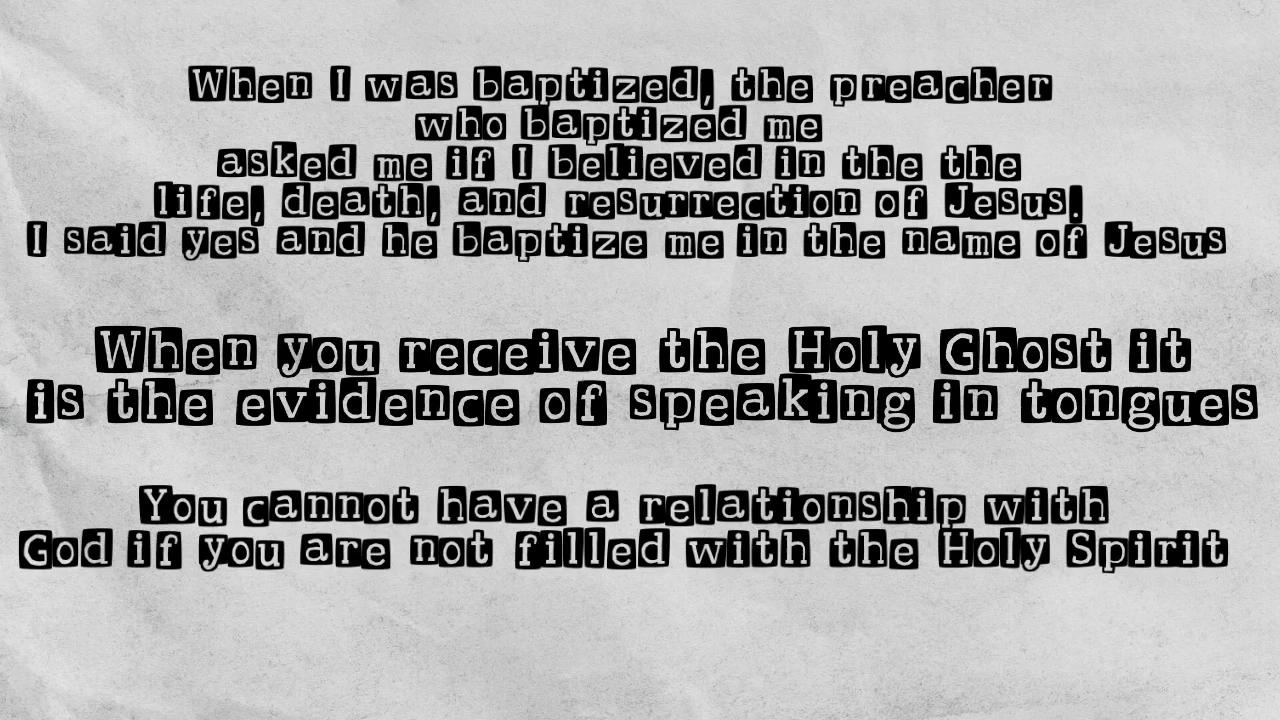 When I was baptized, the preacher
who baptized me
asked me if I believed in the the
life, death, and resurrection of Jesus.
I said yes and he baptize me in the name of Jesus
When you receive the Holy Ghost it
is the evidence of speaking in tongues
You cannot have a relationship with
God if you are not filled with the Holy Spirit